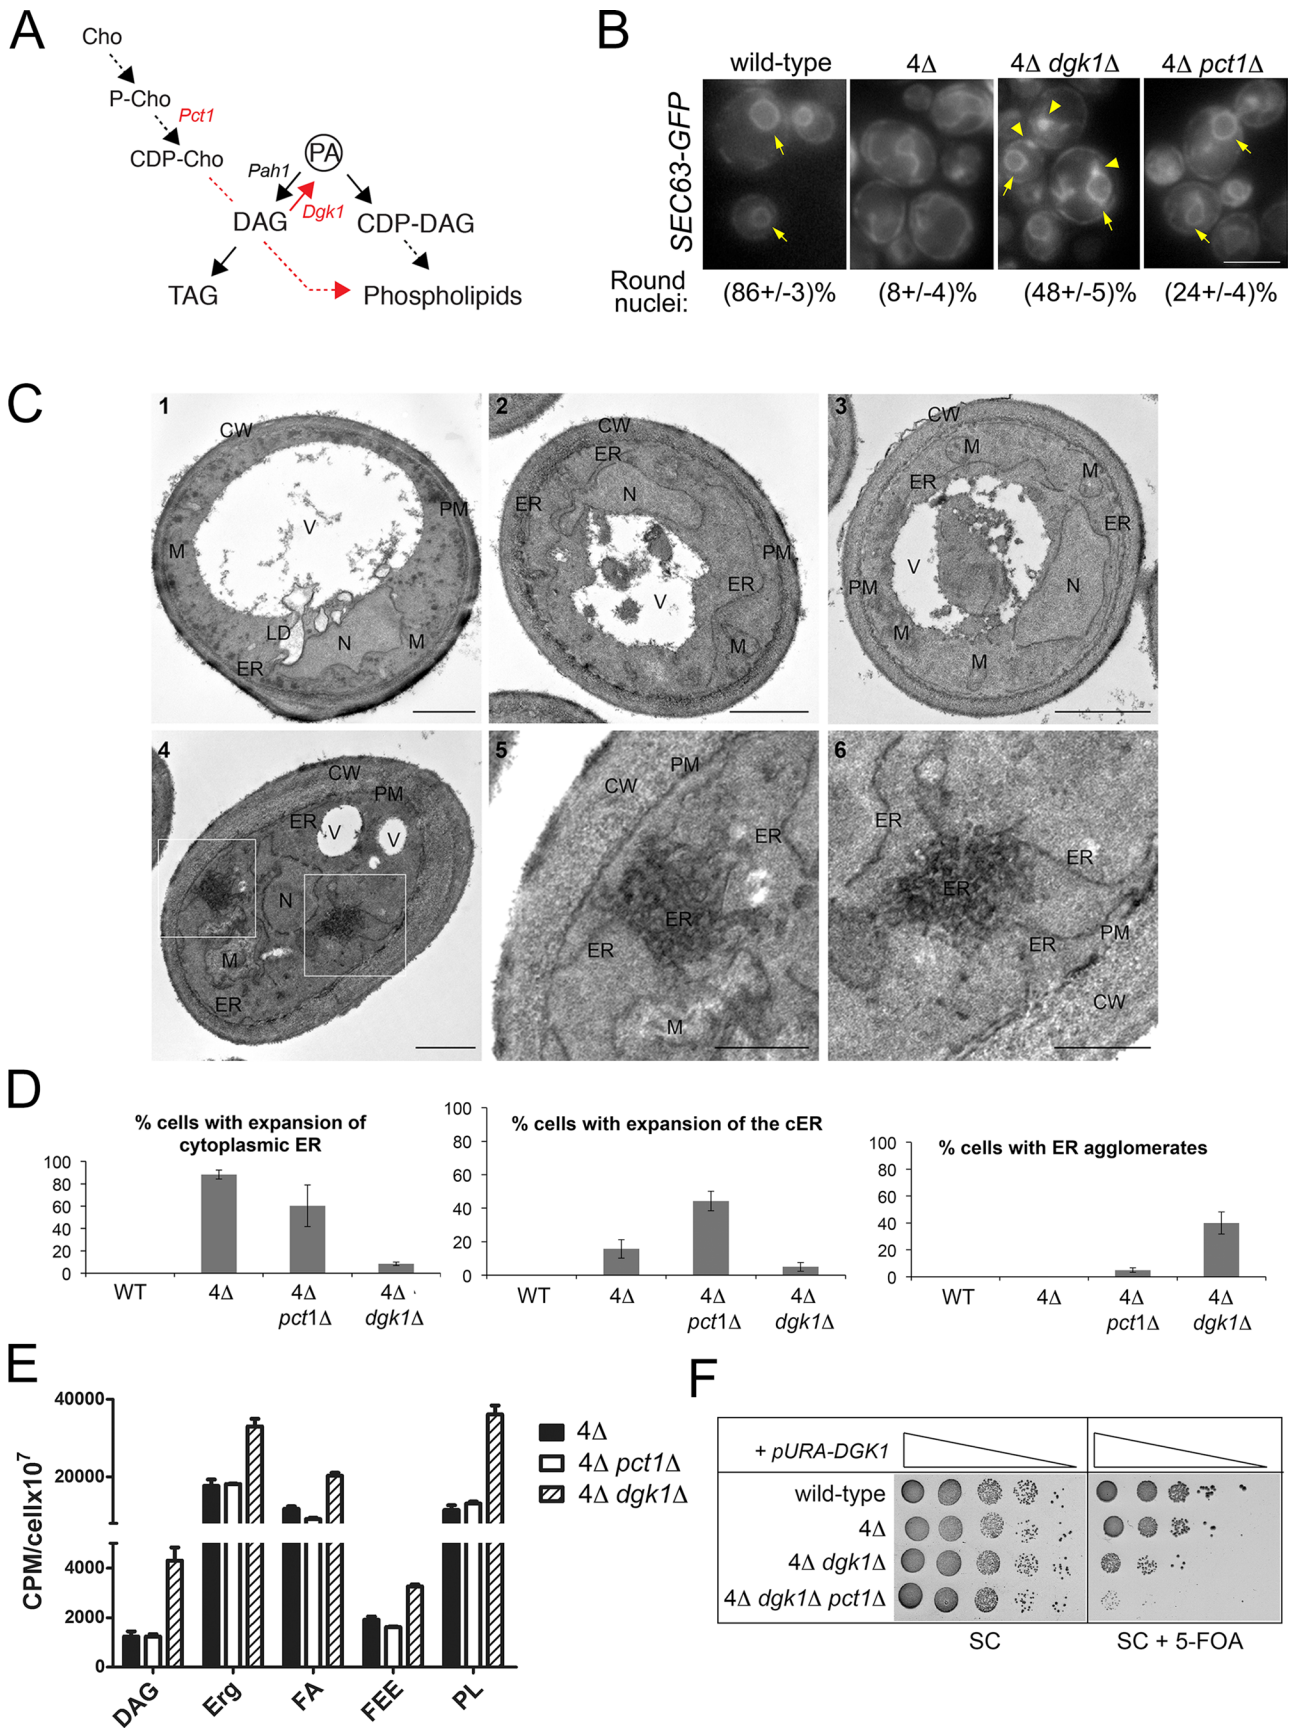 A
Cho
P-Cho
Pct1
CDP-Cho
Pah1
PA
Dgk1
DAG
CDP-DAG
TAG
Phospholipids
B
wild-type
4Δ
4Δ dgk1Δ
4Δ pct1Δ
SEC63-GFP
Round
nuclei:
(86+/-3)%
(8+/-4)%
(48+/-5)%
(24+/-4)%
C
1
CW
V
PM
M
LD
N
M
ER
2
CW
ER
N
ER
PM
ER
V
M
3
CW
M
M
ER
ER
V
N
PM
M
M
4
CW
PM
ER
V
V
N
M
ER
5
PM
CW
ER
ER
ER
M
6
ER
ER
ER
ER
PM
CW
D
% cells with expansion of
cytoplasmic ER
100
80
60
40
20
0
WT
4Δ
4Δ
pct1Δ
4Δ
dgk1Δ
% cells with expansion of the cER
100
80
60
40
20
0
WT
4Δ
4Δ
pct1Δ
4Δ
dgk1Δ
% cells with ER agglomerates
100
80
60
40
20
0
WT
4Δ
4Δ
pct1Δ
4Δ
dgk1Δ
E
CPM/cellx10⁷
40000
20000
4000
2000
0
DAG
Erg
FA
FEE
PL
4Δ
4Δ pct1Δ
4Δ dgk1Δ
F
+ pURA-DGK1
wild-type
4Δ
4Δ dgk1Δ
4Δ dgk1Δ pct1Δ
SC
SC + 5-FOA